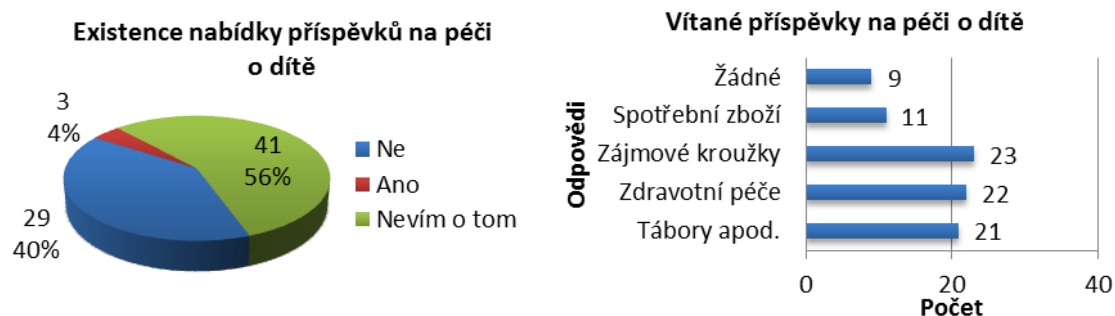 Existence nabídky příspěvků na péči
o dítě
3
4%
41
56%
29
40%
Ne
Ano
Nevím o tom
Vítané příspěvky na péči o dítě
Odpovědi
Žádné
9
Spotřební zboží
11
Zájmové kroužky
23
Zdravotní péče
22
Tábory apod.
21
0
20
40
Počet